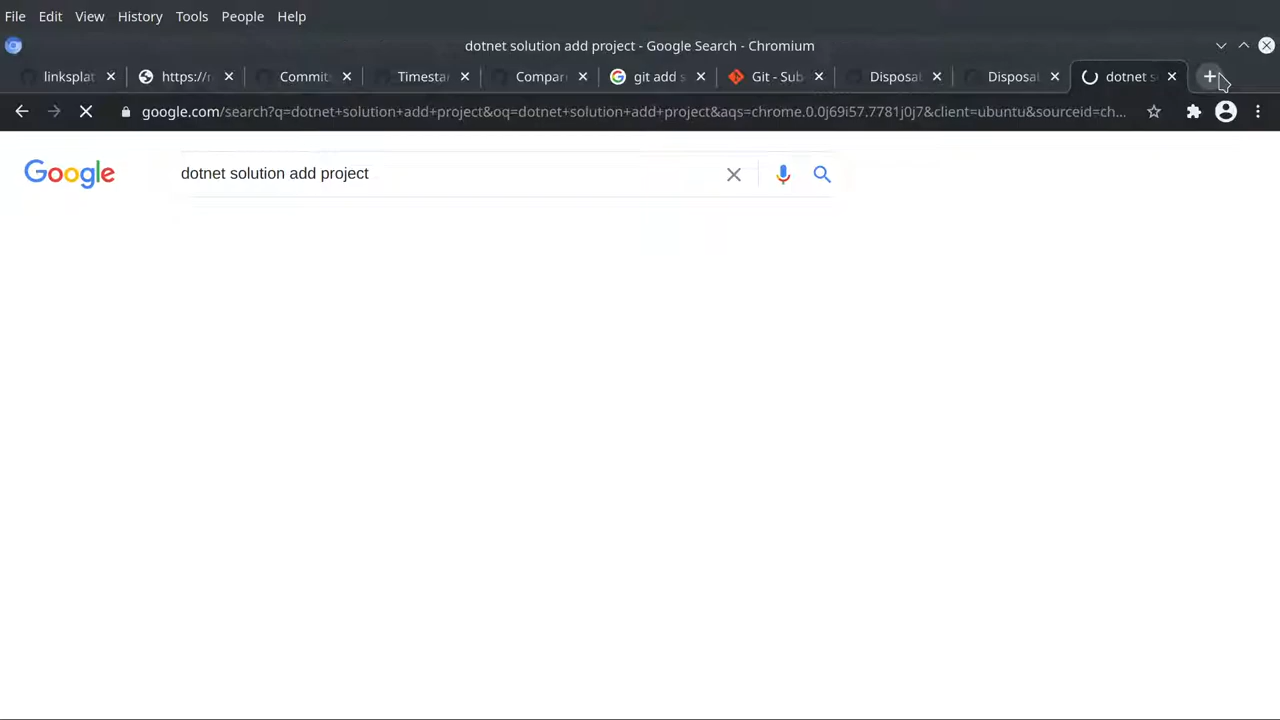 File Edit View History Tools People Help
dotnet solution add project - Google Search - Chromium
linksplat https:// Commit Timesta Compar git add s Git - Sub Disposal Disposal dotnet s
google.com/search?q=dotnet+solution+add+project&oq=dotnet+solution+add+project&aqs=chrome.0.0j69i57.7781j0j7&client=ubuntu&sourceid=ch...
Google dotnet solution add project